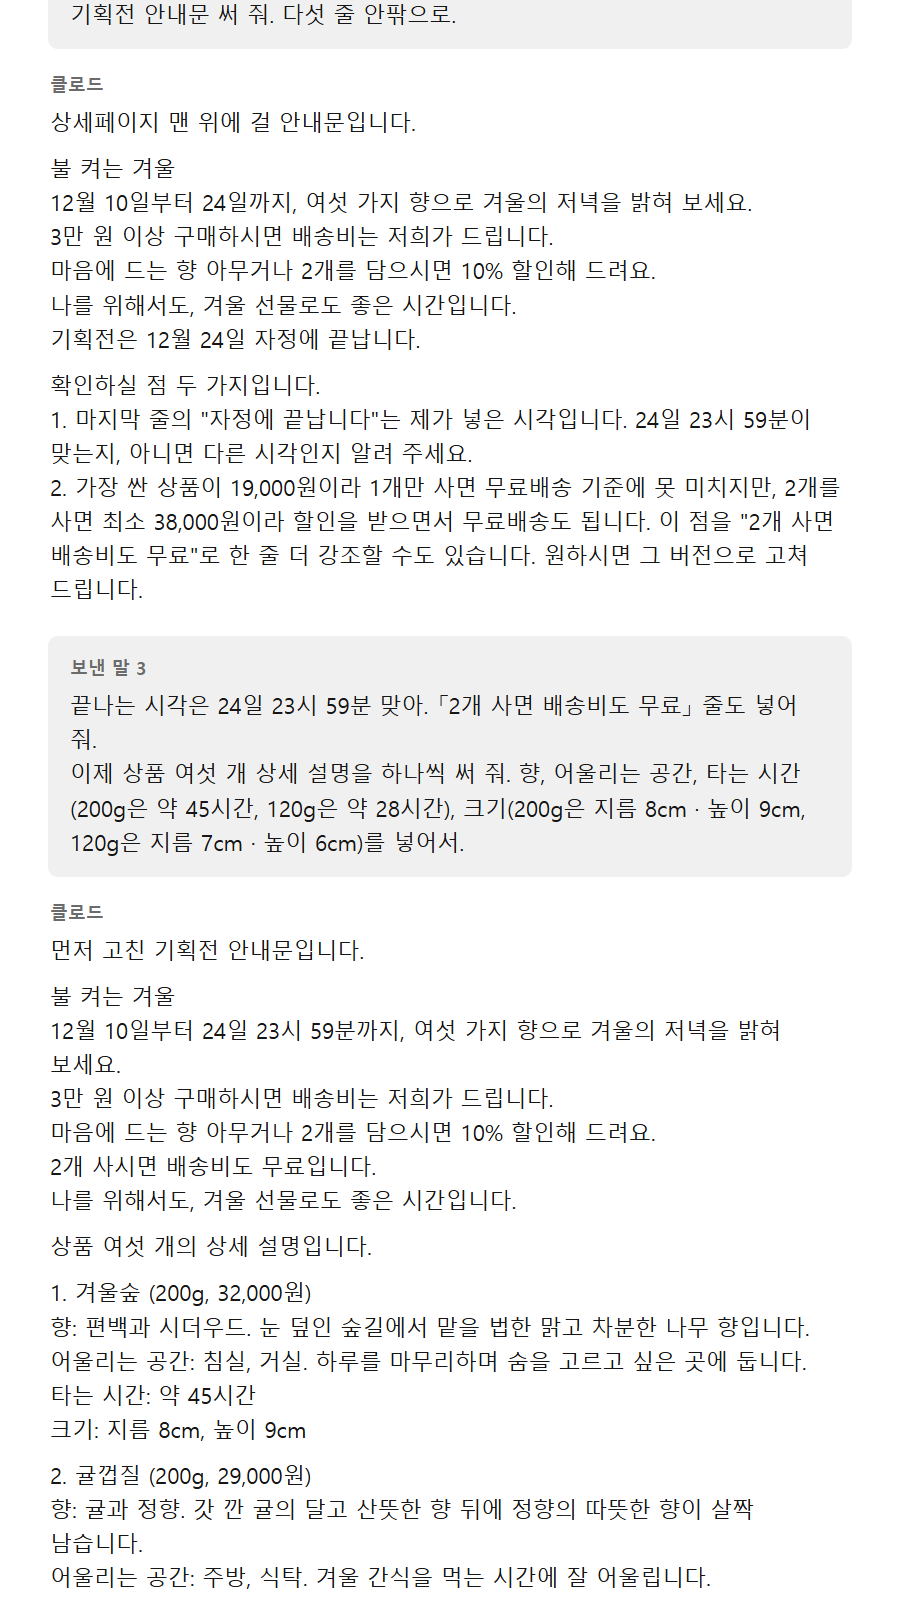 기획전 안내문 써 줘. 다섯 줄 안팎으로.
클로드
상세페이지 맨 위에 걸 안내문입니다.
불 켜는 겨울
12월 10일부터 24일까지, 여섯 가지 향으로 겨울의 저녁을 밝혀 보세요.
3만 원 이상 구매하시면 배송비는 저희가 드립니다.
마음에 드는 향 아무거나 2개를 담으시면 10% 할인해 드려요.
나를 위해서도, 겨울 선물로도 좋은 시간입니다.
기획전은 12월 24일 자정에 끝납니다.
확인하실 점 두 가지입니다.
1. 마지막 줄의 "자정에 끝납니다"는 제가 넣은 시각입니다. 24일 23시 59분이
맞는지, 아니면 다른 시각인지 알려 주세요.
2. 가장 싼 상품이 19,000원이라 1개만 사면 무료배송 기준에 못 미치지만, 2개를
사면 최소 38,000원이라 할인을 받으면서 무료배송도 됩니다. 이 점을 "2개 사면
배송비도 무료"로 한 줄 더 강조할 수도 있습니다. 원하시면 그 버전으로 고쳐
드립니다.
보낸 말 3
끝나는 시각은 24일 23시 59분 맞아. 「2개 사면 배송비도 무료」 줄도 넣어
줘.
이제 상품 여섯 개 상세 설명을 하나씩 써 줘. 향, 어울리는 공간, 타는 시간
(200g은 약 45시간, 120g은 약 28시간), 크기(200g은 지름 8cm · 높이 9cm,
120g은 지름 7cm · 높이 6cm)를 넣어서.
클로드
먼저 고친 기획전 안내문입니다.
불 켜는 겨울
12월 10일부터 24일 23시 59분까지, 여섯 가지 향으로 겨울의 저녁을 밝혀
보세요.
3만 원 이상 구매하시면 배송비는 저희가 드립니다.
마음에 드는 향 아무거나 2개를 담으시면 10% 할인해 드려요.
2개 사시면 배송비도 무료입니다.
나를 위해서도, 겨울 선물로도 좋은 시간입니다.
상품 여섯 개의 상세 설명입니다.
1. 겨울숲 (200g, 32,000원)
향: 편백과 시더우드. 눈 덮인 숲길에서 맡을 법한 맑고 차분한 나무 향입니다.
어울리는 공간: 침실, 거실. 하루를 마무리하며 숨을 고르고 싶은 곳에 둡니다.
타는 시간: 약 45시간
크기: 지름 8cm, 높이 9cm
2. 귤껍질 (200g, 29,000원)
향: 귤과 정향. 갓 깐 귤의 달고 산뜻한 향 뒤에 정향의 따뜻한 향이 살짝
남습니다.
어울리는 공간: 주방, 식탁. 겨울 간식을 먹는 시간에 잘 어울립니다.